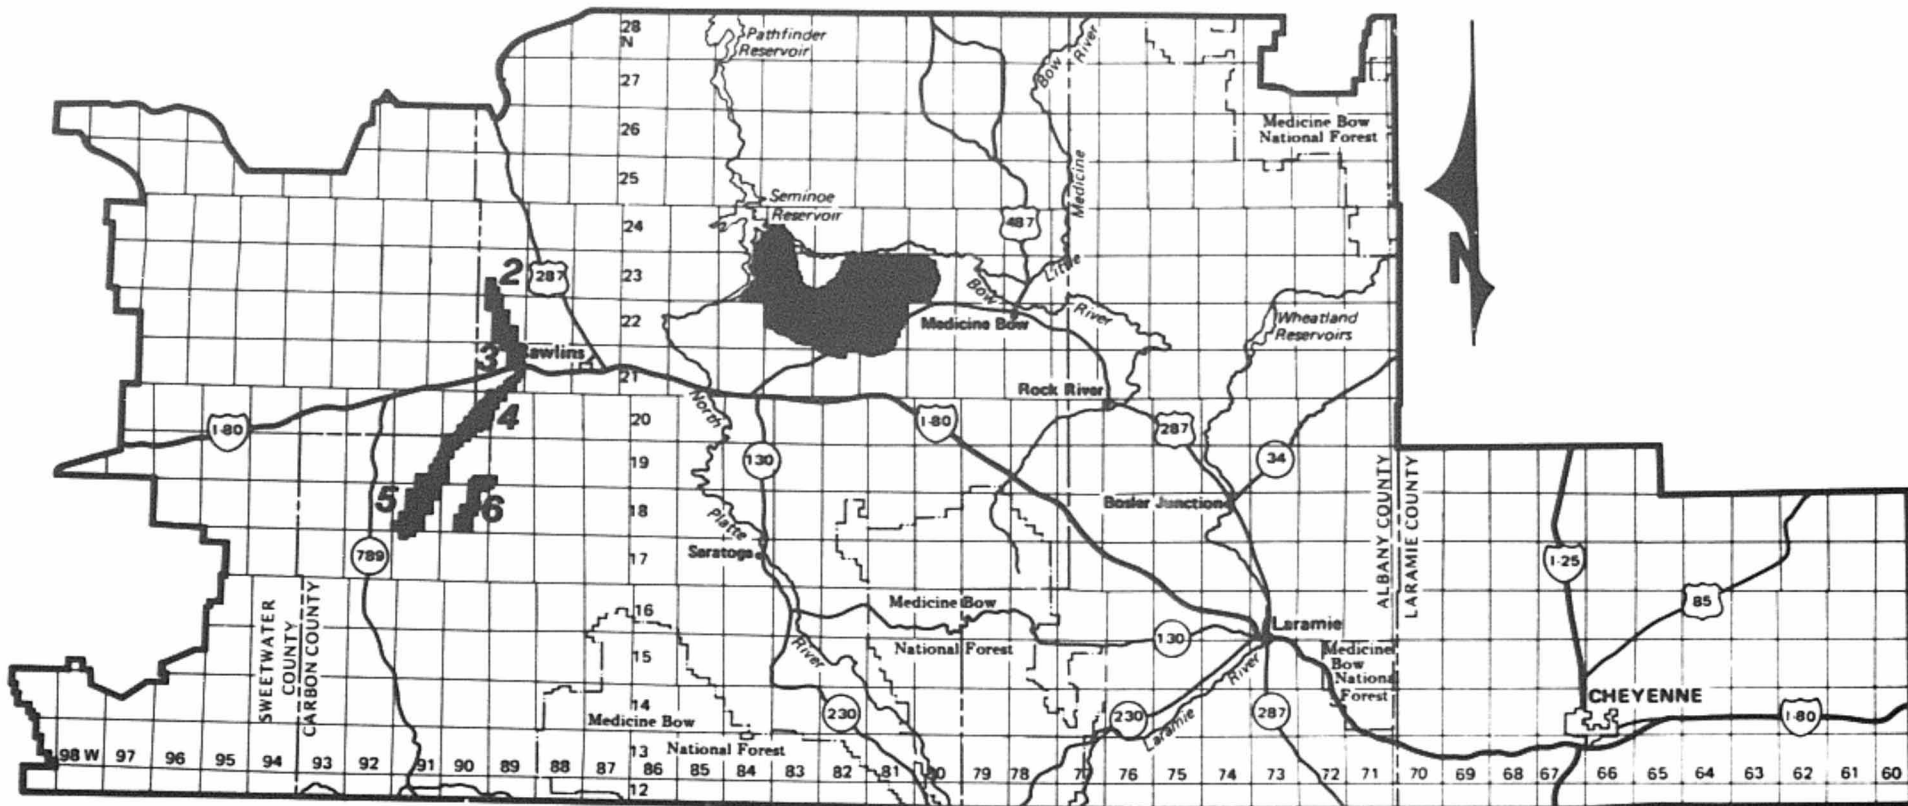 28
N
Pathfinder
Reservoir
27
26
25
24
23
22
21
20
19
18
17
16
15
14
13
12
Bow
River
Medicine
Little
Medicine Bow
National Forest
Seminoe
Reservoir
487
2
287
3
4
5
6
Bow
River
Medicine Bow
Wheatland
Reservoirs
Rock River
North
Platte
River
I-80
I-80
130
287
34
Bosler Junction
789
Saratoga
ALBANY COUNTY
LARAMIE COUNTY
I-25
85
SWEETWATER
COUNTY
CARBON COUNTY
Medicine Bow
National Forest
130
Laramie
Medicine
Bow
National
Forest
Laramie
River
230
230
287
CHEYENNE
I-80
Medicine Bow
National Forest
98 W 97 96 95 94 93 92 91 90 89 88 87 86 85 84 83 82 81 80 79 78 77 76 75 74 73 72 71 70 69 68 67 66 65 64 63 62 61 60
N